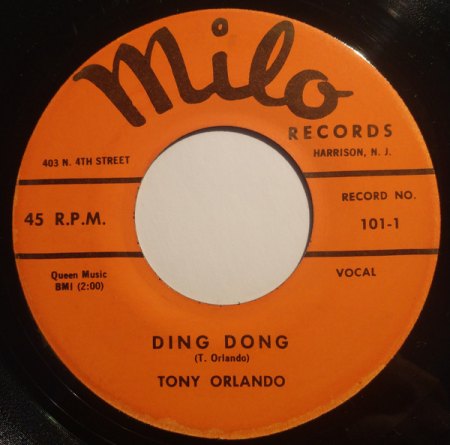 Milo
RECORDS
403 N. 4TH STREET
HARRISON, N. J.
45 R.P.M.
RECORD NO.
101-1
Queen Music
BMI (2:00)
VOCAL
DING DONG
(T. Orlando)
TONY ORLANDO